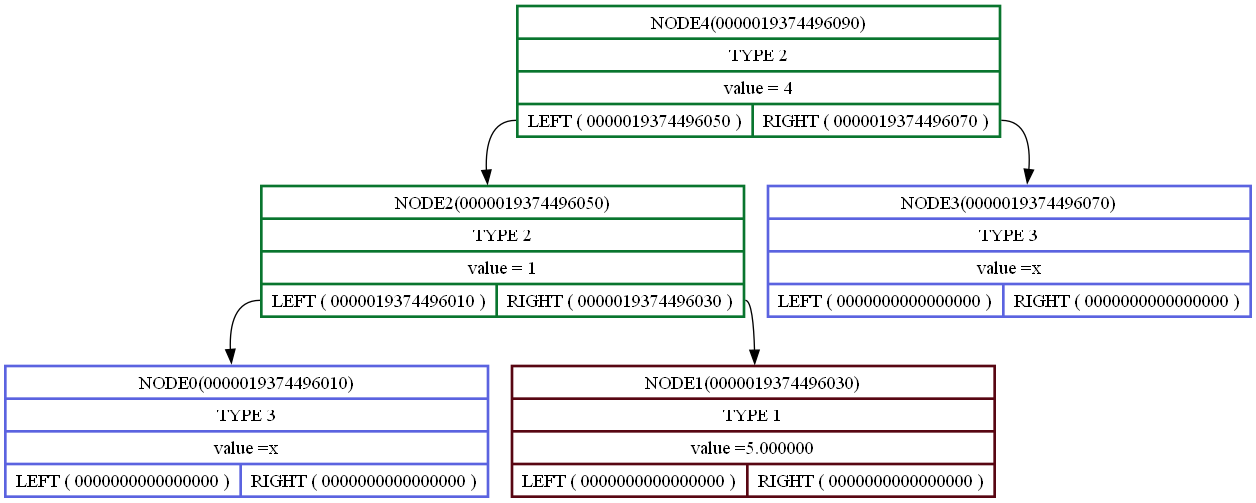 NODE4(0000019374496090)
TYPE 2
value = 4
LEFT ( 0000019374496050 ) RIGHT ( 0000019374496070 )
NODE2(0000019374496050)
TYPE 2
value = 1
LEFT ( 0000019374496010 ) RIGHT ( 0000019374496030 )
NODE3(0000019374496070)
TYPE 3
value =x
LEFT ( 0000000000000000 ) RIGHT ( 0000000000000000 )
NODE0(0000019374496010)
TYPE 3
value =x
LEFT ( 0000000000000000 ) RIGHT ( 0000000000000000 )
NODE1(0000019374496030)
TYPE 1
value =5.000000
LEFT ( 0000000000000000 ) RIGHT ( 0000000000000000 )